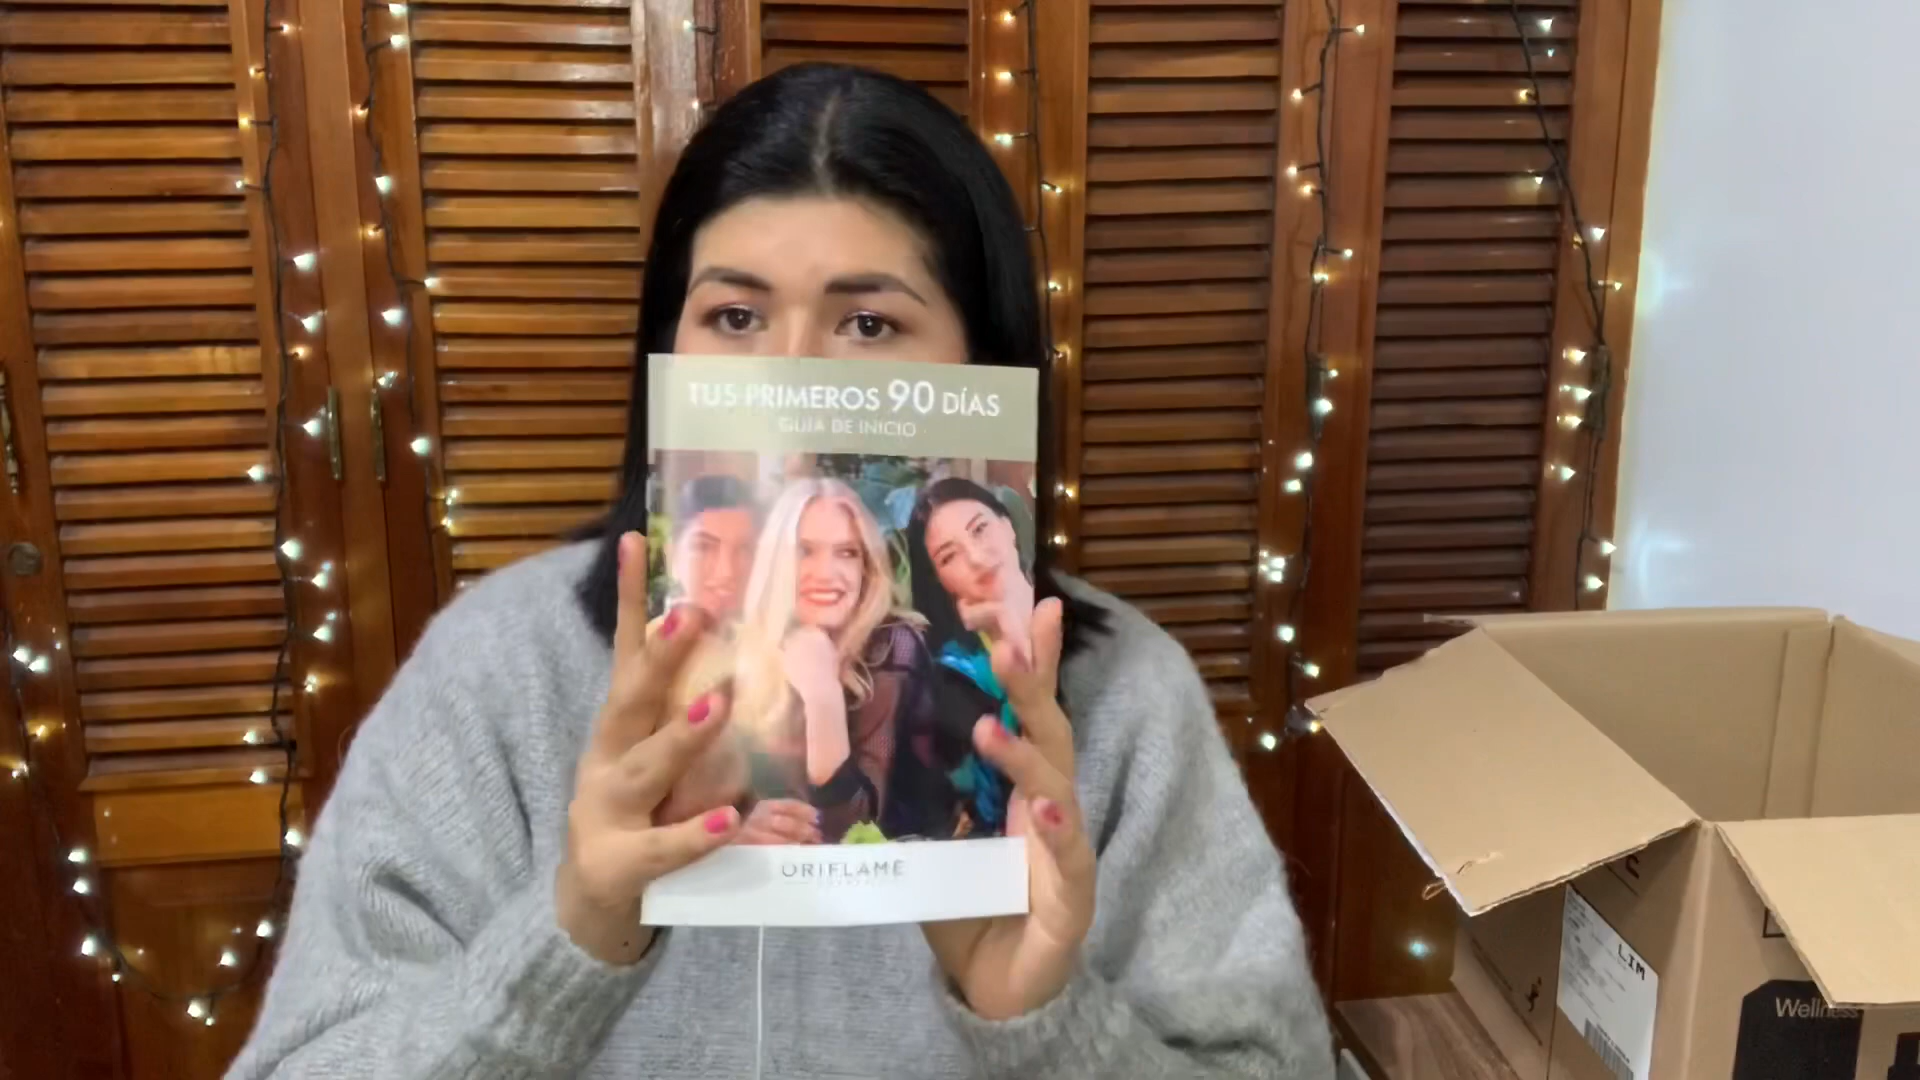 TUS PRIMEROS 90 DÍAS
GUÍA DE INICIO
ORIFLAME
LIM
Wellness